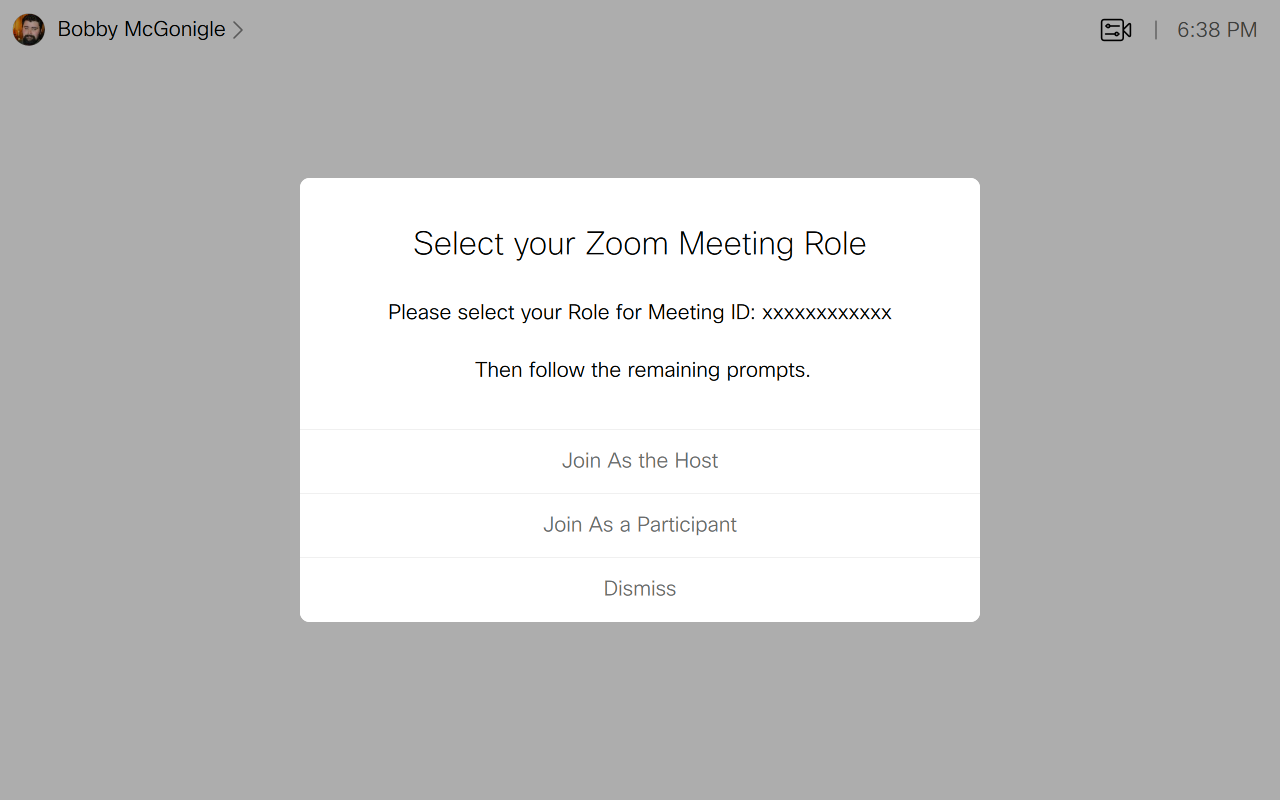 Bobby McGonigle
6:38 PM
Select your Zoom Meeting Role
Please select your Role for Meeting ID: xxxxxxxxxxxx
Then follow the remaining prompts.
Join As the Host
Join As a Participant
Dismiss